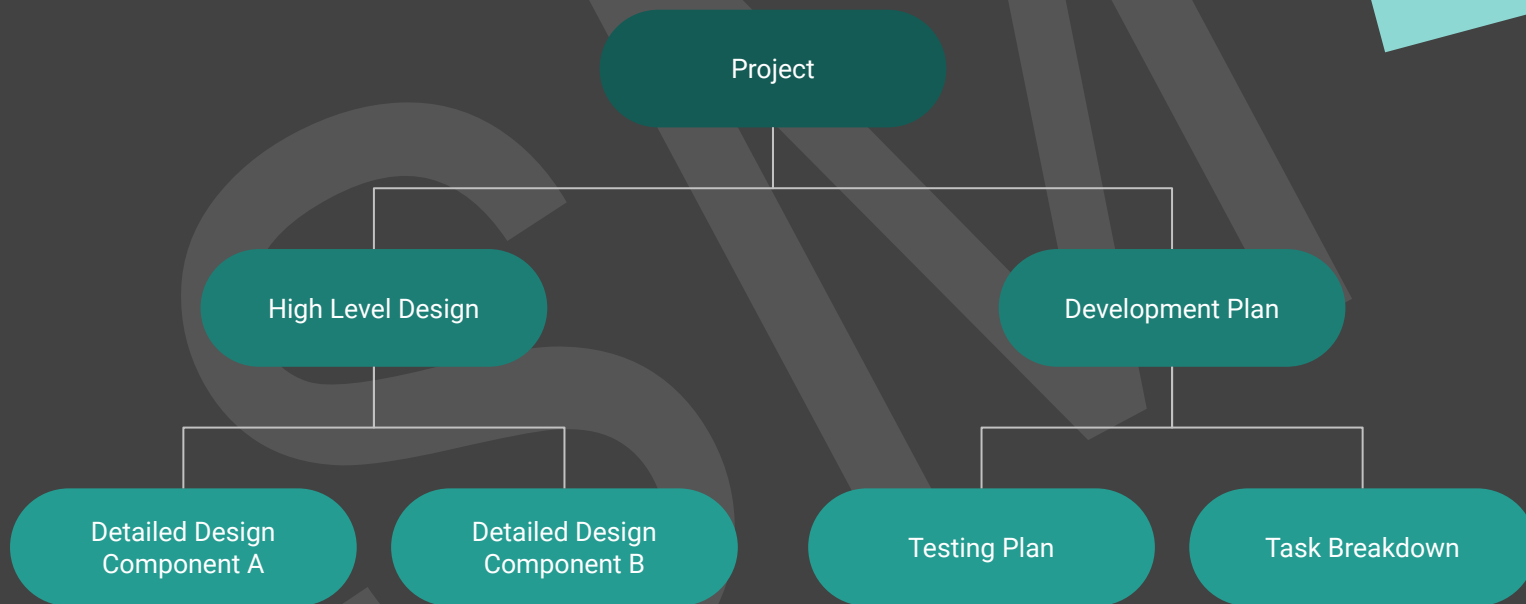 Project
High Level Design
Development Plan
Detailed Design
Component A
Detailed Design
Component B
Testing Plan
Task Breakdown